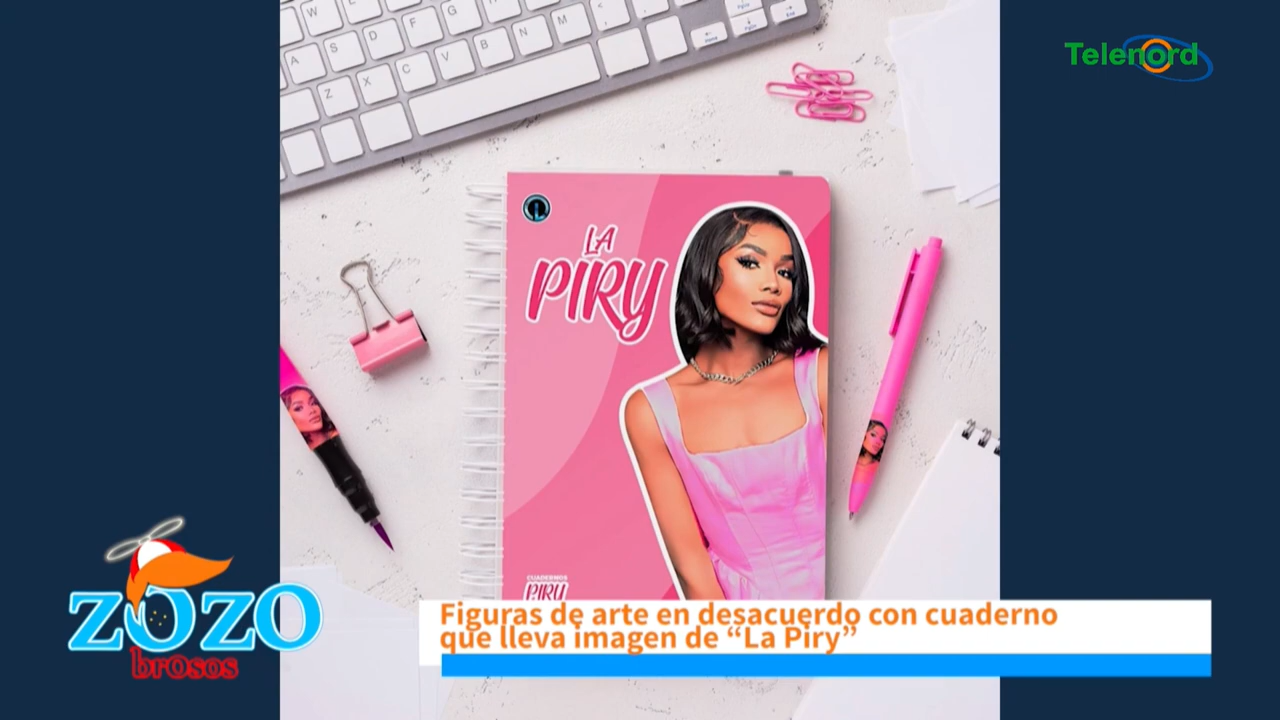 Telenord
W E R T Y U I O P
A S D F G H J K L
Z X C V B N M
LA
PIRY
CUADERNOS
PIRY
ZOZO
brosos
Figuras de arte en desacuerdo con cuaderno
que lleva imagen de “La Piry”